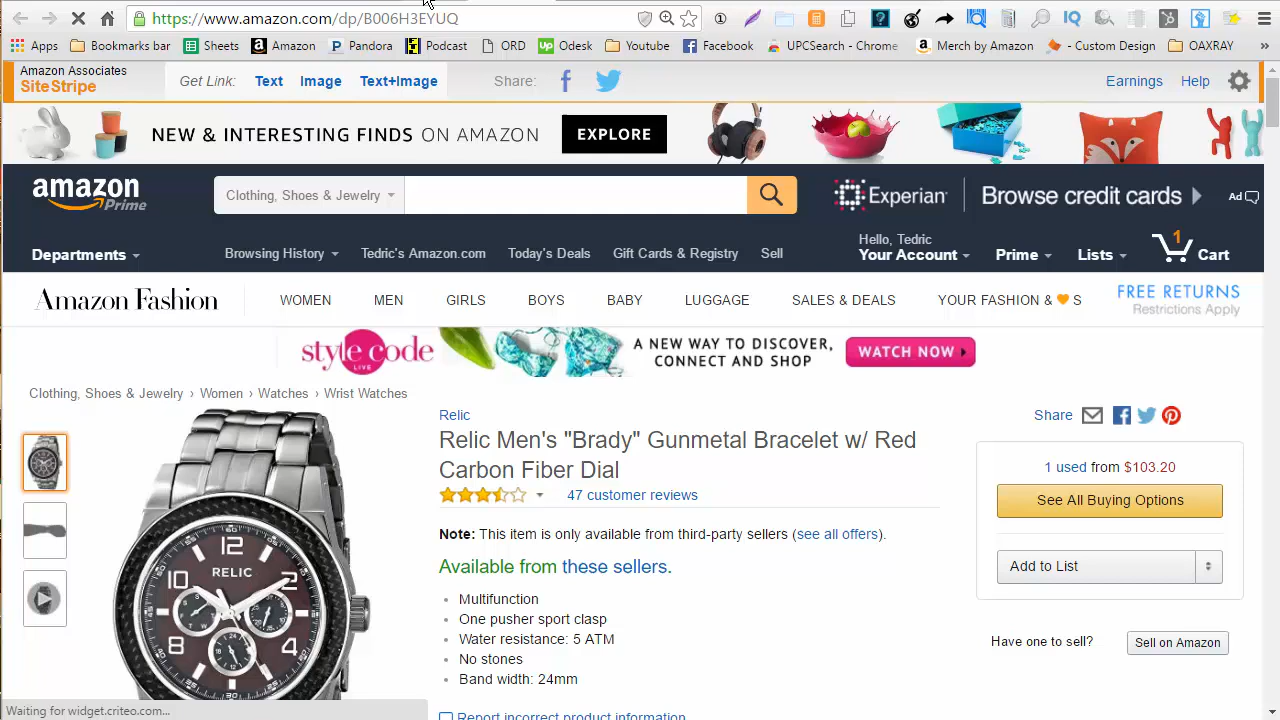 https://www.amazon.com/dp/B006H3EYUQ
Apps Bookmarks bar Sheets Amazon Pandora Podcast ORD Odesk Youtube Facebook UPCSearch - Chrome Merch by Amazon - Custom Design OAXRAY »
Amazon Associates
SiteStripe
Get Link: Text Image Text+Image Share: Earnings Help
NEW & INTERESTING FINDS ON AMAZON EXPLORE
amazon Prime
Clothing, Shoes & Jewelry
Experian Browse credit cards Ad
Departments Browsing History Tedric's Amazon.com Today's Deals Gift Cards & Registry Sell
Hello, Tedric
Your Account Prime Lists 1 Cart
Amazon Fashion WOMEN MEN GIRLS BOYS BABY LUGGAGE SALES & DEALS YOUR FASHION & S
FREE RETURNS
Restrictions Apply
style code LIVE
A NEW WAY TO DISCOVER,
CONNECT AND SHOP
WATCH NOW
Clothing, Shoes & Jewelry › Women › Watches › Wrist Watches
Relic
Relic Men's "Brady" Gunmetal Bracelet w/ Red
Carbon Fiber Dial
47 customer reviews
Note: This item is only available from third-party sellers (see all offers).
Available from these sellers.
Multifunction
One pusher sport clasp
Water resistance: 5 ATM
No stones
Band width: 24mm
Report incorrect product information
Share
1 used from $103.20
See All Buying Options
Add to List
Have one to sell? Sell on Amazon
12
RELIC
10 2
8 4
Waiting for widget.criteo.com...